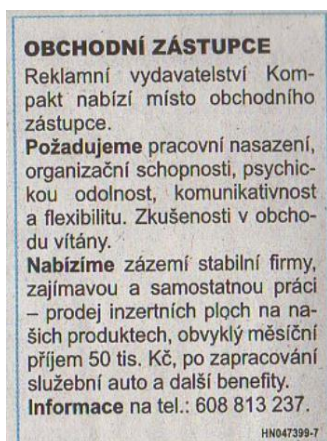 OBCHODNÍ ZÁSTUPCE
Reklamní vydavatelství Kom-
pakt nabízí místo obchodního
zástupce.
Požadujeme pracovní nasazení,
organizační schopnosti, psychic-
kou odolnost, komunikativnost
a flexibilitu. Zkušenosti v obcho-
du vítány.
Nabízíme zázemí stabilní firmy,
zajímavou a samostatnou práci
– prodej inzertních ploch na na-
šich produktech, obvyklý měsíční
příjem 50 tis. Kč, po zapracování
služební auto a další benefity.
Informace na tel.: 608 813 237.
HN047399-7